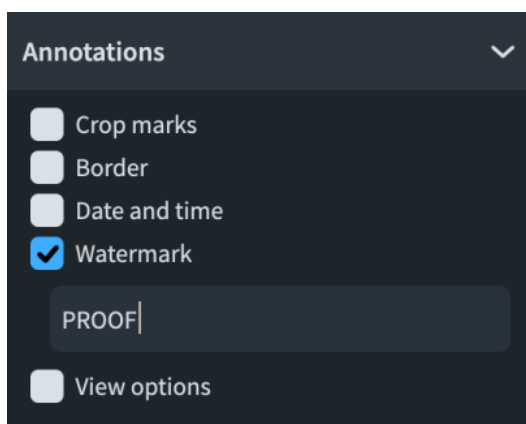 Annotations
Crop marks
Border
Date and time
Watermark
PROOF
View options